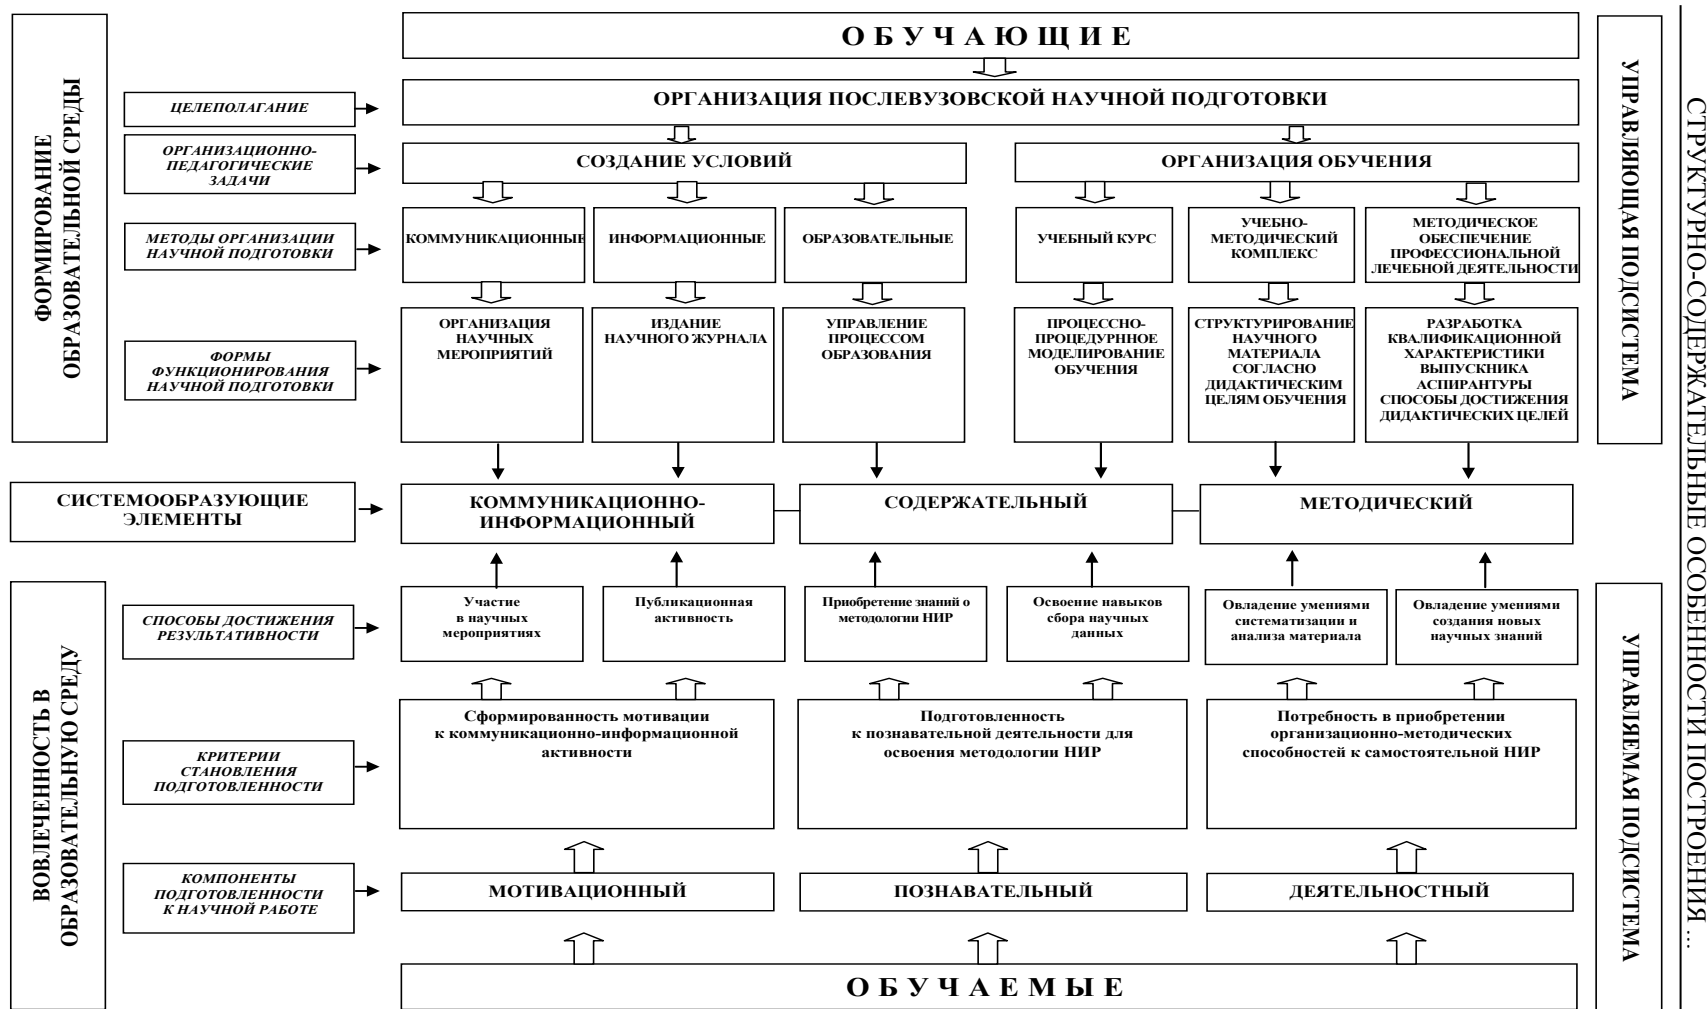 ОБУЧАЮЩИЕ
ФОРМИРОВАНИЕ
ОБРАЗОВАТЕЛЬНОЙ СРЕДЫ
УПРАВЛЯЮЩАЯ ПОДСИСТЕМА
СТРУКТУРНО-СОДЕРЖАТЕЛЬНЫЕ ОСОБЕННОСТИ ПОСТРОЕНИЯ ...
ЦЕЛЕПОЛАГАНИЕ
ОРГАНИЗАЦИЯ ПОСЛЕВУЗОВСКОЙ НАУЧНОЙ ПОДГОТОВКИ
ОРГАНИЗАЦИОННО-
ПЕДАГОГИЧЕСКИЕ
ЗАДАЧИ
СОЗДАНИЕ УСЛОВИЙ
ОРГАНИЗАЦИЯ ОБУЧЕНИЯ
МЕТОДЫ ОРГАНИЗАЦИИ
НАУЧНОЙ ПОДГОТОВКИ
КОММУНИКАЦИОННЫЕ
ИНФОРМАЦИОННЫЕ
ОБРАЗОВАТЕЛЬНЫЕ
УЧЕБНЫЙ КУРС
УЧЕБНО-
МЕТОДИЧЕСКИЙ
КОМПЛЕКС
МЕТОДИЧЕСКОЕ
ОБЕСПЕЧЕНИЕ
ПРОФЕССИОНАЛЬНОЙ
ЛЕЧЕБНОЙ ДЕЯТЕЛЬНОСТИ
ФОРМЫ
ФУНКЦИОНИРОВАНИЯ
НАУЧНОЙ ПОДГОТОВКИ
ОРГАНИЗАЦИЯ
НАУЧНЫХ
МЕРОПРИЯТИЙ
ИЗДАНИЕ
НАУЧНОГО ЖУРНАЛА
УПРАВЛЕНИЕ
ПРОЦЕССОМ
ОБРАЗОВАНИЯ
ПРОЦЕССНО-
ПРОЦЕДУРННОЕ
МОДЕЛИРОВАНИЕ
ОБУЧЕНИЯ
СТРУКТУРИРОВАНИЕ
НАУЧНОГО
МАТЕРИАЛА
СОГЛАСНО
ДИДАКТИЧЕСКИМ
ЦЕЛЯМ ОБУЧЕНИЯ
РАЗРАБОТКА
КВАЛИФИКАЦИОННОЙ
ХАРАКТЕРИСТИКИ
ВЫПУСКНИКА
АСПИРАНТУРЫ
СПОСОБЫ ДОСТИЖЕНИЯ
ДИДАКТИЧЕСКИХ ЦЕЛЕЙ
СИСТЕМООБРАЗУЮЩИЕ
ЭЛЕМЕНТЫ
КОММУНИКАЦИОННО-
ИНФОРМАЦИОННЫЙ
СОДЕРЖАТЕЛЬНЫЙ
МЕТОДИЧЕСКИЙ
ВОВЛЕЧЕННОСТЬ В
ОБРАЗОВАТЕЛЬНУЮ СРЕДУ
УПРАВЛЯЕМАЯ ПОДСИСТЕМА
СПОСОБЫ ДОСТИЖЕНИЯ
РЕЗУЛЬТАТИВНОСТИ
Участие
в научных
мероприятиях
Публикационная
активность
Приобретение знаний о
методологии НИР
Освоение навыков
сбора научных
данных
Овладение умениями
систематизации и
анализа материала
Овладение умениями
создания новых
научных знаний
КРИТЕРИИ
СТАНОВЛЕНИЯ
ПОДГОТОВЛЕННОСТИ
Сформированность мотивации
к коммуникационно-информационной
активности
Подготовленность
к познавательной деятельности для
освоения методологии НИР
Потребность в приобретении
организационно-методических
способностей к самостоятельной НИР
КОМПОНЕНТЫ
ПОДГОТОВЛЕННОСТИ
К НАУЧНОЙ РАБОТЕ
МОТИВАЦИОННЫЙ
ПОЗНАВАТЕЛЬНЫЙ
ДЕЯТЕЛЬНОСТНЫЙ
ОБУЧАЕМЫЕ